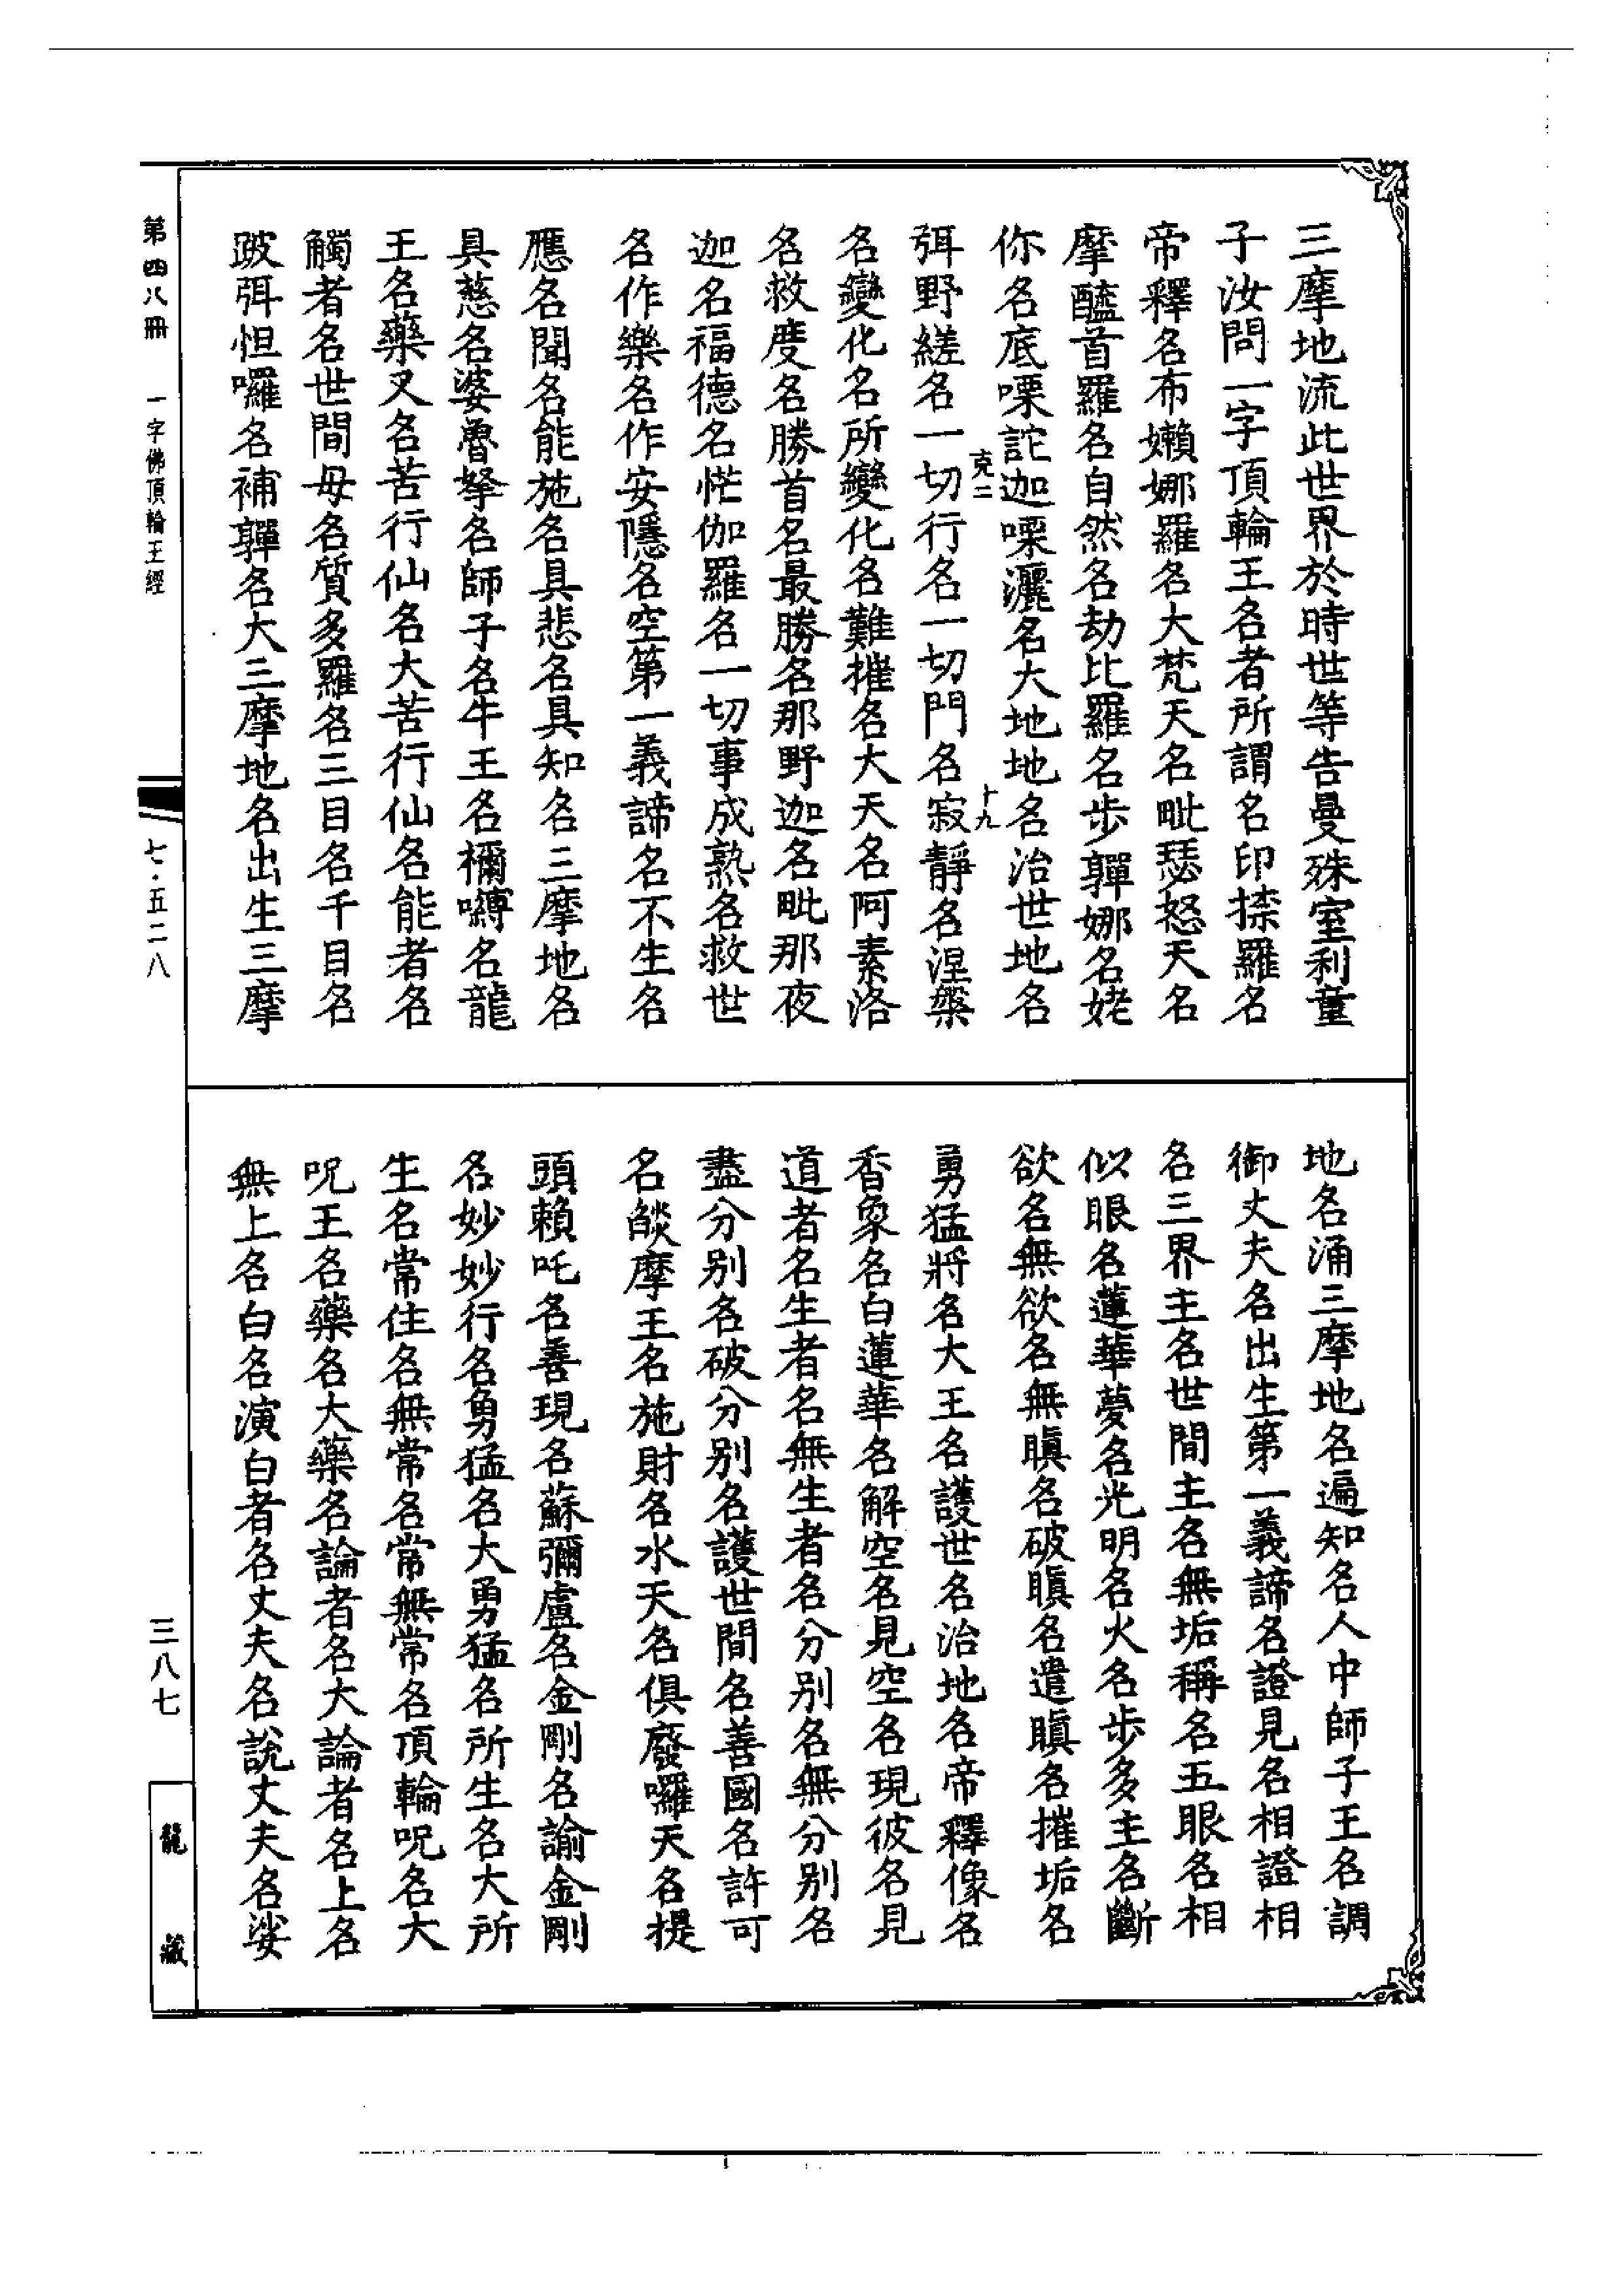 三摩地流此世界於時世等告曼殊室利童
子汝問一字頂輪王名者所謂名印捺羅名
帝釋名布嬾娜羅名大梵天名毗瑟怒天名
摩醯首羅名自然名劫比羅名步驒娜名姥
你名底㗚詑迦㗚灑名大地地名治世地名
弭野縒名一切行名一切門名寂靜名涅槃
克二
十九
名變化名所變化名難摧名大天名阿素洛
名救度名勝首名最勝名那野迦名毗那夜
迦名福德名恾伽羅名一切事成熟名救世
名作樂名作安隱名空第一義諦名不生名
應名聞名能施名具悲名具知名三摩地名
具慈名婆魯拏名師子名牛王名禰嚩名龍
王名藥叉名苦行仙名大苦行仙名能者名
觸者名世間母名質多羅名三目名千目名
跛弭怛囉名補驒名大三摩地名出生三摩
地名涌三摩地名遍知名人中師子王名調
御丈夫名出生第一義諦名證見名相證相
名三界主名世間主名無垢稱名五眼名相
似眼名蓮華夢名光明名火名步多主名斷
欲名無欲名無瞋名破瞋名遣瞋名摧垢名
勇猛將名大王名護世名治地名帝釋像名
香象名白蓮華名解空名見空名現彼名見
道者名生者名無生者名分別名無分別名
盡分別名破分別名護世間名善國名許可
名燄摩王名施財名水天名俱廢囉天名提
頭賴吒名善現名蘇彌盧名金剛名諭金剛
名妙妙行名勇猛名大勇猛名所生名大所
生名常住名無常名常無常名頂輪呪名大
呪王名藥名大藥名論者名大論者名上名
無上名白名演白者名丈夫名說丈夫名娑
第四八冊 一字佛頂輪王經
七·五二八
三八七
龍藏